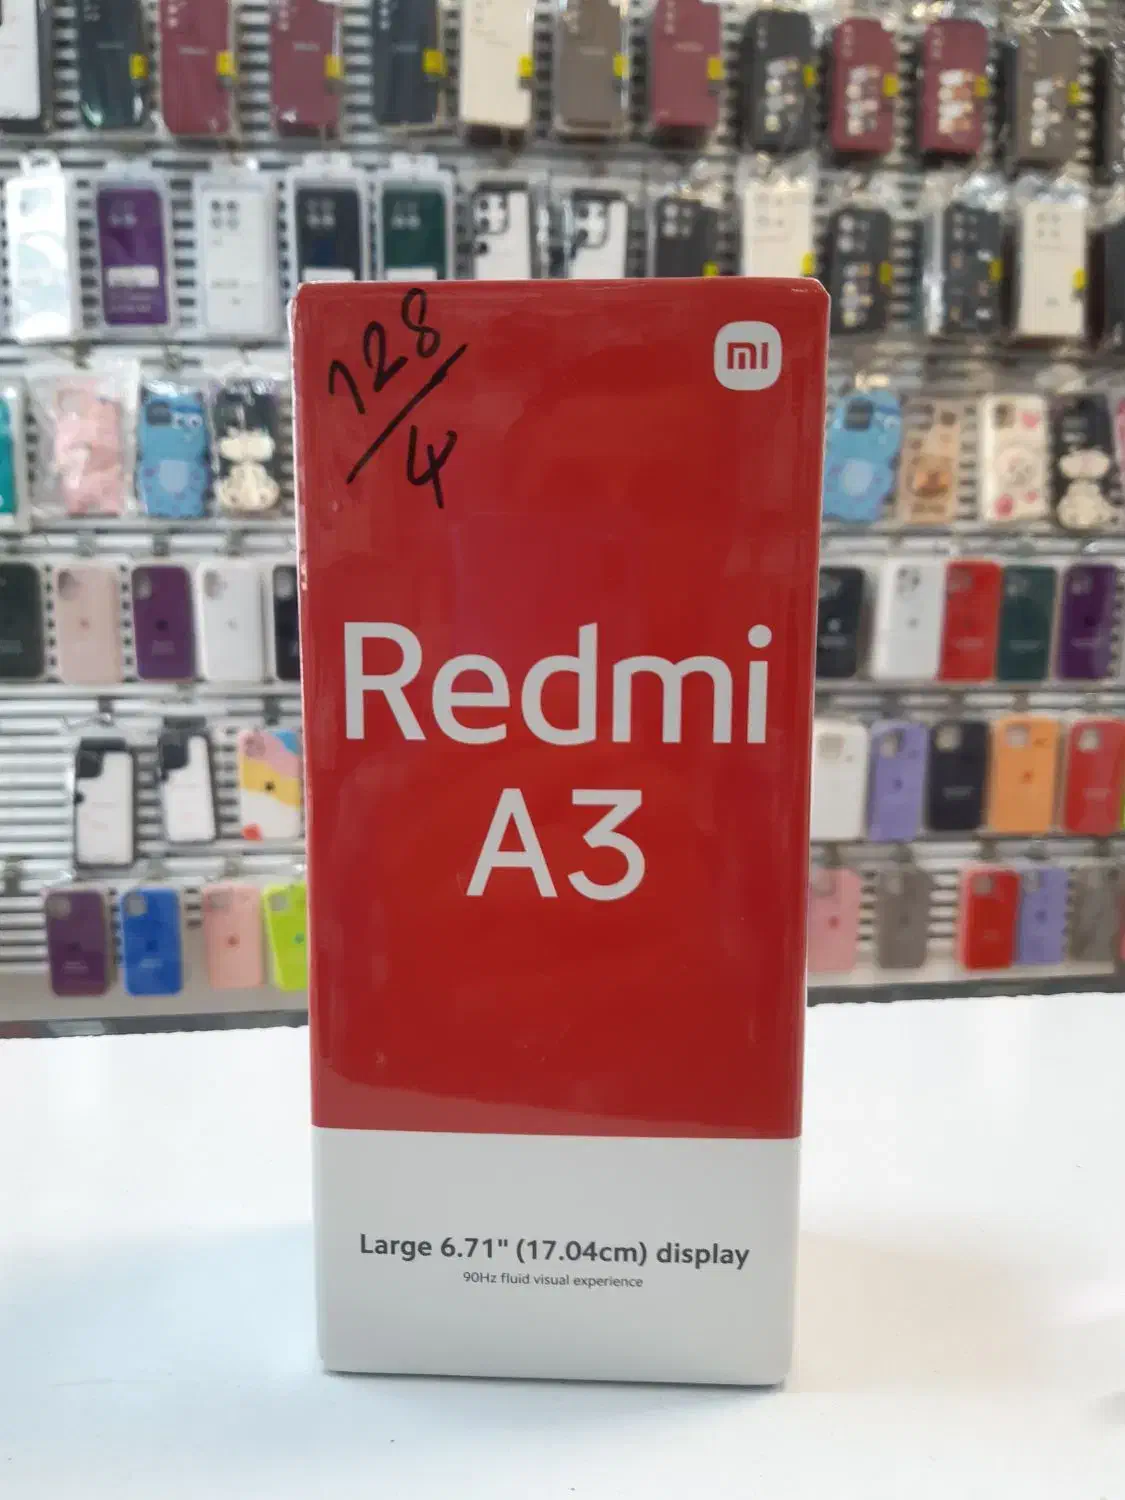 128
4
mi
Redmi
A3
Large 6.71" (17.04cm) display
90Hz fluid visual experience